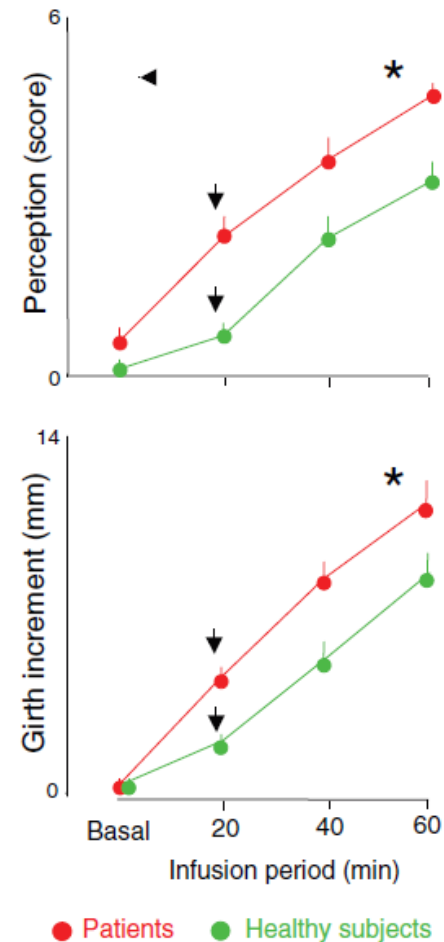 6
Perception (score)
*
0
14
Girth increment (mm)
*
0
Basal 20 40 60
Infusion period (min)
Patients Healthy subjects